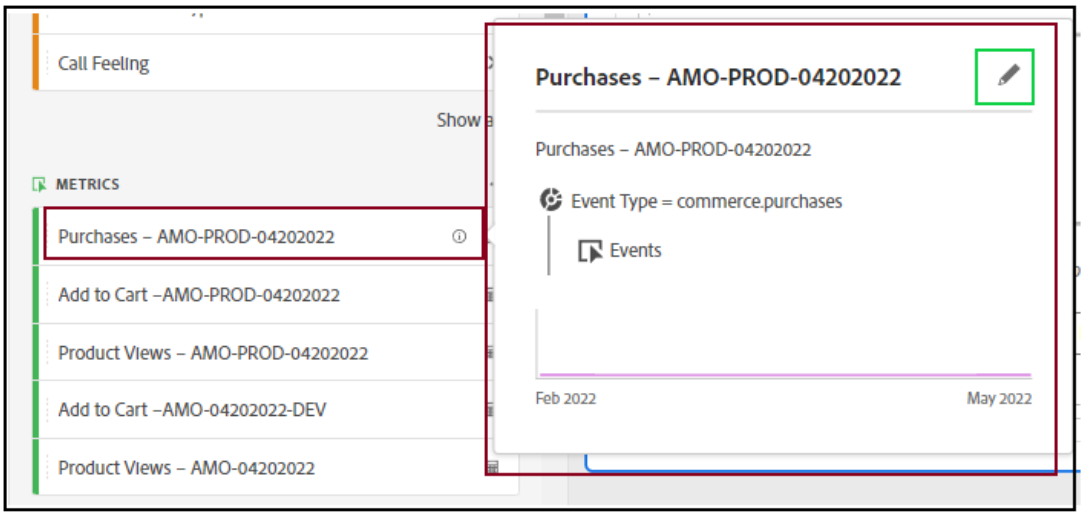 Call Feeling
Show
METRICS
Purchases – AMO-PROD-04202022
Add to Cart –AMO-PROD-04202022
Product Views – AMO-PROD-04202022
Add to Cart –AMO-04202022-DEV
Product Views – AMO-04202022
Purchases – AMO-PROD-04202022
Purchases – AMO-PROD-04202022
Event Type = commerce.purchases
Events
Feb 2022
May 2022